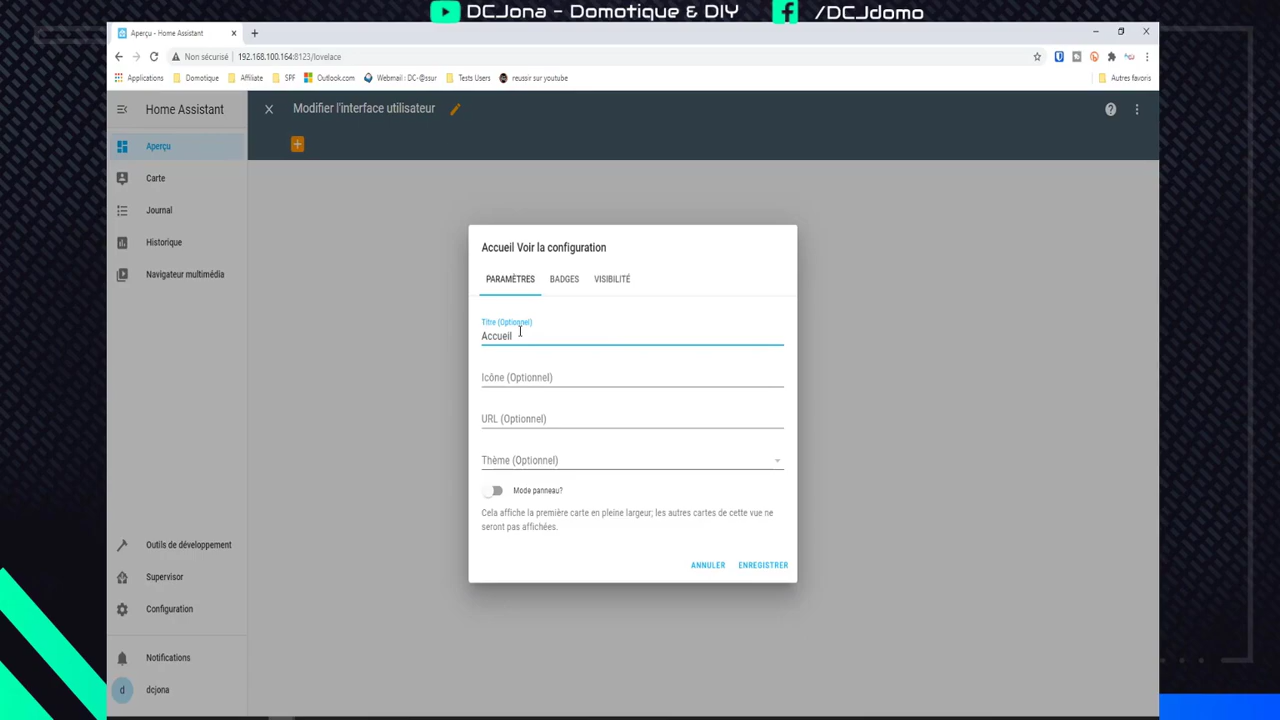 DCJona - Domotique & DIY
/DCJdomo
Aperçu - Home Assistant
Non sécurisé
192.168.100.164:8123/lovelace
Applications
Domotique
Affiliate
SPF
Outlook.com
Webmail : DC-@ssur
Tests Users
reussir sur youtube
Autres favoris
Home Assistant
Modifier l'interface utilisateur
Aperçu
Carte
Journal
Historique
Navigateur multimédia
Accueil Voir la configuration
PARAMÈTRES
BADGES
VISIBILITÉ
Titre (Optionnel)
Accueil
Icône (Optionnel)
URL (Optionnel)
Thème (Optionnel)
Mode panneau?
Cela affiche la première carte en pleine largeur; les autres cartes de cette vue ne
seront pas affichées.
ANNULER
ENREGISTRER
Outils de développement
Supervisor
Configuration
Notifications
d
dcjona